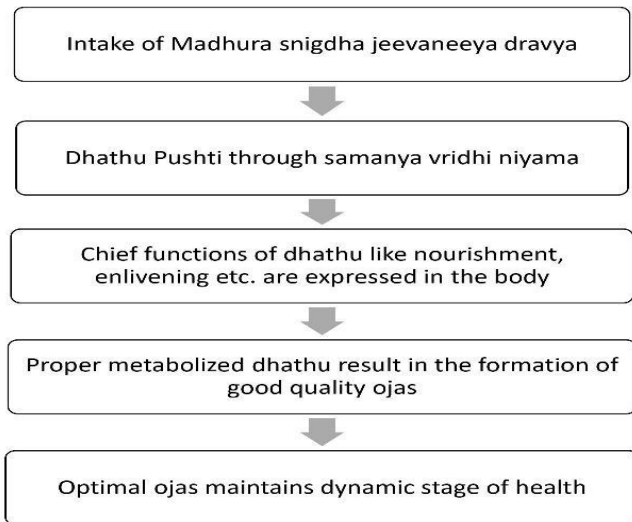 Intake of Madhura snigdha jeevaneeya dravya
Dhathu Pushti through samanya vridhi niyama
Chief functions of dhathu like nourishment,
enlivening etc. are expressed in the body
Proper metabolized dhathu result in the formation of
good quality ojas
Optimal ojas maintains dynamic stage of health